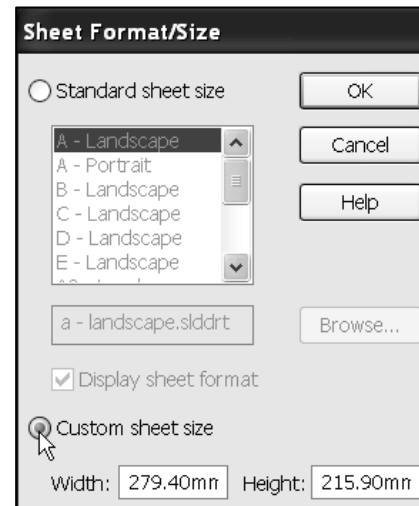 Sheet Format/Size
Standard sheet size
OK
A - Landscape
A - Portrait
B - Landscape
C - Landscape
D - Landscape
E - Landscape
Cancel
Help
a - landscape.slddrt
Browse...
Display sheet format
Custom sheet size
Width: 279.40mm Height: 215.90mm